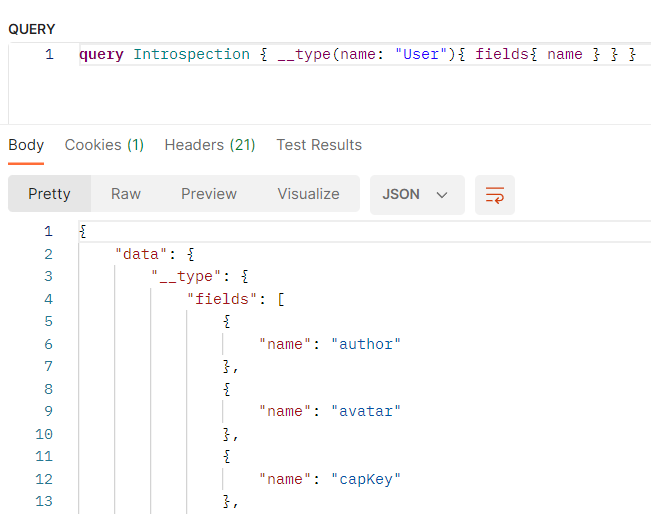 QUERY
1 query Introspection { __type(name: "User"){ fields{ name } } }
Body Cookies (1) Headers (21) Test Results
Pretty Raw Preview Visualize JSON
1 {
2 "data": {
3 "__type": {
4 "fields": [
5 {
6 "name": "author"
7 },
8 {
9 "name": "avatar"
10 },
11 {
12 "name": "capKey"
13 },